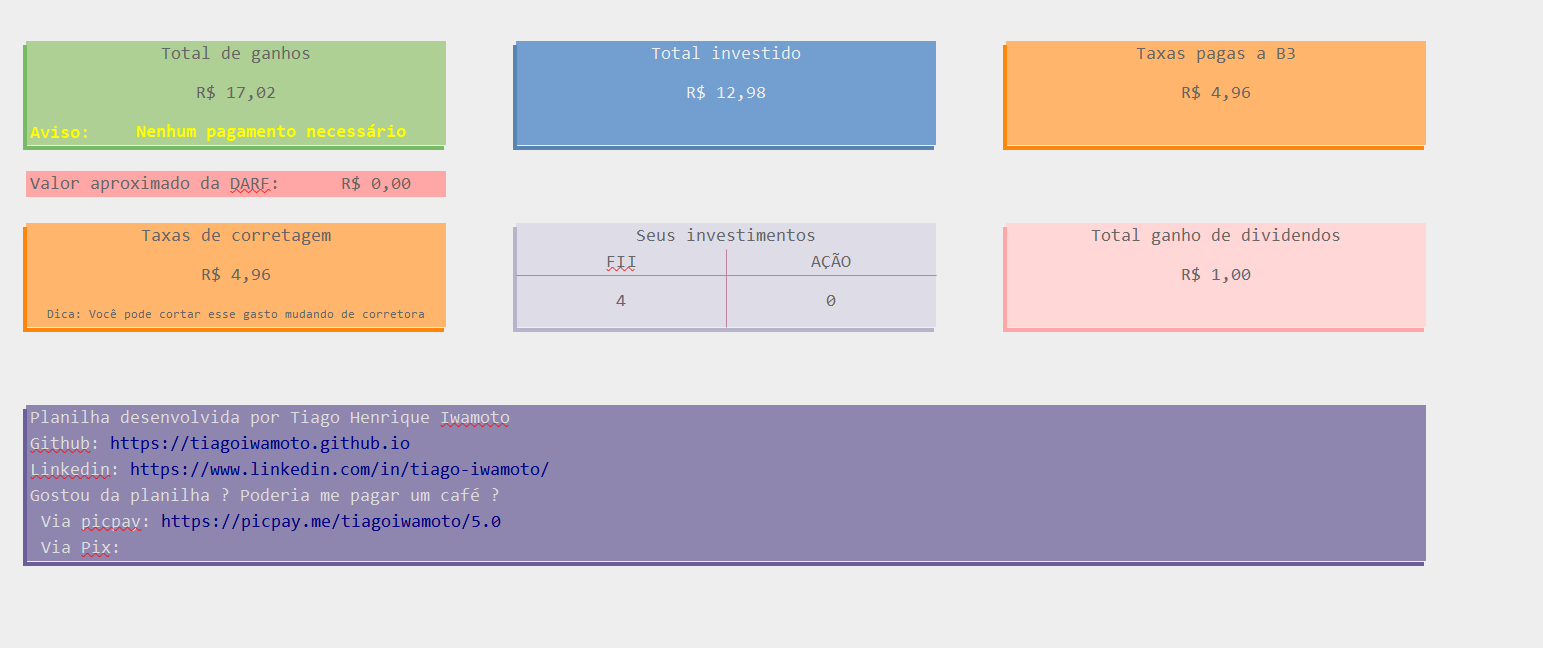 Total de ganhos
R$ 17,02
Aviso: Nenhum pagamento necessário
Total investido
R$ 12,98
Taxas pagas a B3
R$ 4,96
Valor aproximado da DARF: R$ 0,00
Taxas de corretagem
R$ 4,96
Dica: Você pode cortar esse gasto mudando de corretora
Seus investimentos
FII AÇÃO
4 0
Total ganho de dividendos
R$ 1,00
Planilha desenvolvida por Tiago Henrique Iwamoto
Github: https://tiagoiwamoto.github.io
Linkedin: https://www.linkedin.com/in/tiago-iwamoto/
Gostou da planilha ? Poderia me pagar um café ?
Via picpay: https://picpay.me/tiagoiwamoto/5.0
Via Pix: